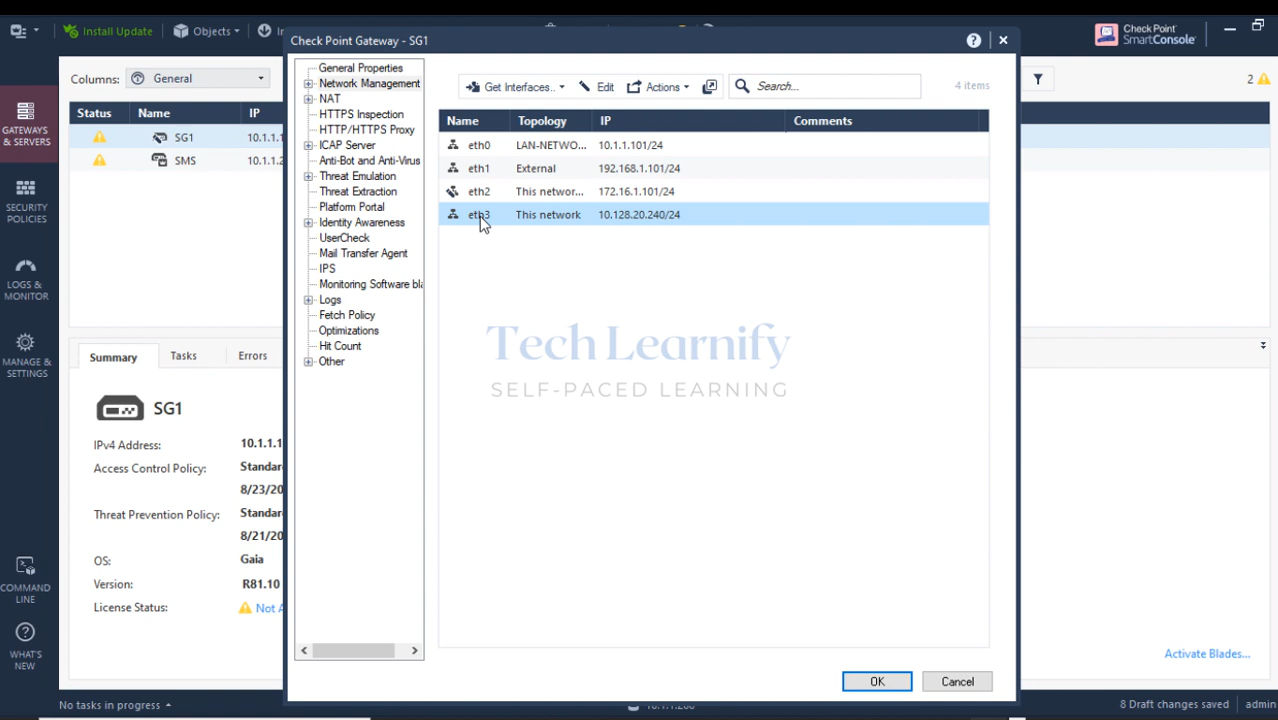 Install Update
Objects
Check Point Gateway - SG1
Check Point
SmartConsole
Columns:
General
2
Status
Name
IP
SG1
10.1.1.1
SMS
10.1.1.2
GATEWAYS
& SERVERS
SECURITY
POLICIES
LOGS &
MONITOR
MANAGE &
SETTINGS
COMMAND
LINE
WHAT'S
NEW
General Properties
Network Management
NAT
HTTPS Inspection
HTTP/HTTPS Proxy
ICAP Server
Anti-Bot and Anti-Virus
Threat Emulation
Threat Extraction
Platform Portal
Identity Awareness
UserCheck
Mail Transfer Agent
IPS
Monitoring Software bla
Logs
Fetch Policy
Optimizations
Hit Count
Other
Get Interfaces..
Edit
Actions
Search...
4 items
Name Topology IP Comments
eth0 LAN-NETWO... 10.1.1.101/24
eth1 External 192.168.1.101/24
eth2 This networ... 172.16.1.101/24
eth3 This network 10.128.20.240/24
Tech Learnify
SELF-PACED LEARNING
Summary
Tasks
Errors
SG1
IPv4 Address: 10.1.1.1
Access Control Policy: Standar
8/23/20
Threat Prevention Policy: Standar
8/21/20
OS: Gaia
Version: R81.10
License Status: Not A
Activate Blades...
OK
Cancel
No tasks in progress
8 Draft changes saved
admin